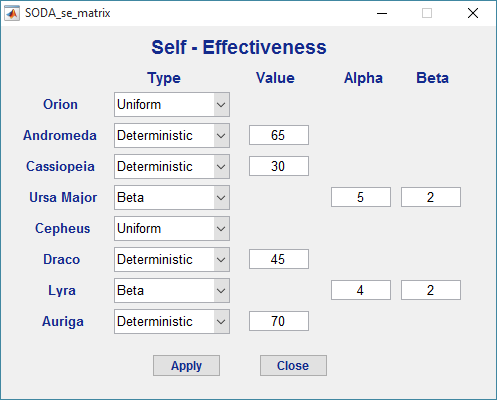 SODA_se_matrix
Self - Effectiveness
Type Value Alpha Beta
Orion Uniform
Andromeda Deterministic 65
Cassiopeia Deterministic 30
Ursa Major Beta 5 2
Cepheus Uniform
Draco Deterministic 45
Lyra Beta 4 2
Auriga Deterministic 70
Apply Close